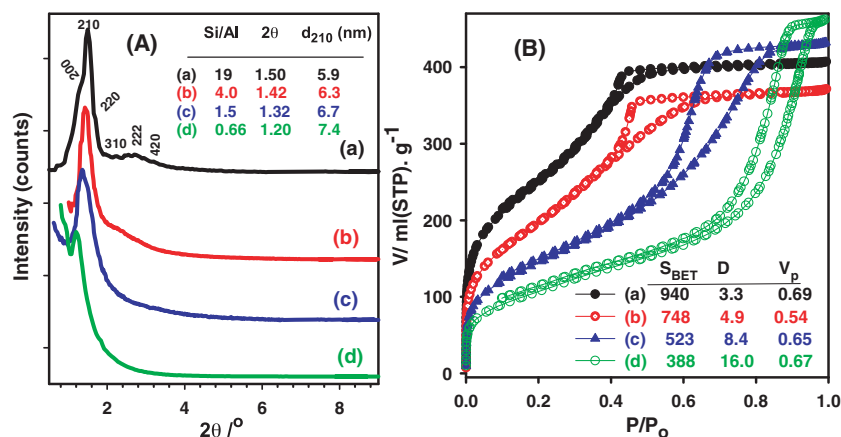 (A)
Si/Al 2θ d210 (nm)
(a) 19 1.50 5.9
(b) 4.0 1.42 6.3
(c) 1.5 1.32 6.7
(d) 0.66 1.20 7.4
210
200
220
310
222
420
(a)
(b)
(c)
(d)
Intensity (counts)
2 4 6 8
2θ /º
(B)
400
300
200
100
0
V/ ml(STP). g-1
SBET D Vp
(a) 940 3.3 0.69
(b) 748 4.9 0.54
(c) 523 8.4 0.65
(d) 388 16.0 0.67
0.0 0.2 0.4 0.6 0.8 1.0
P/Po